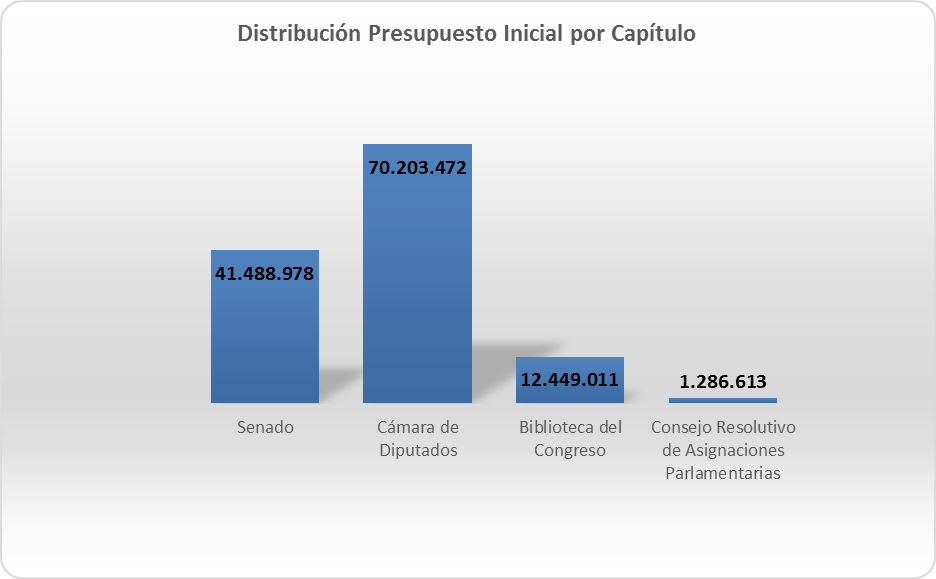 Distribución Presupuesto Inicial por Capítulo
70.203.472
41.488.978
12.449.011
1.286.613
Senado
Cámara de
Diputados
Biblioteca del
Congreso
Consejo Resolutivo
de Asignaciones
Parlamentarias